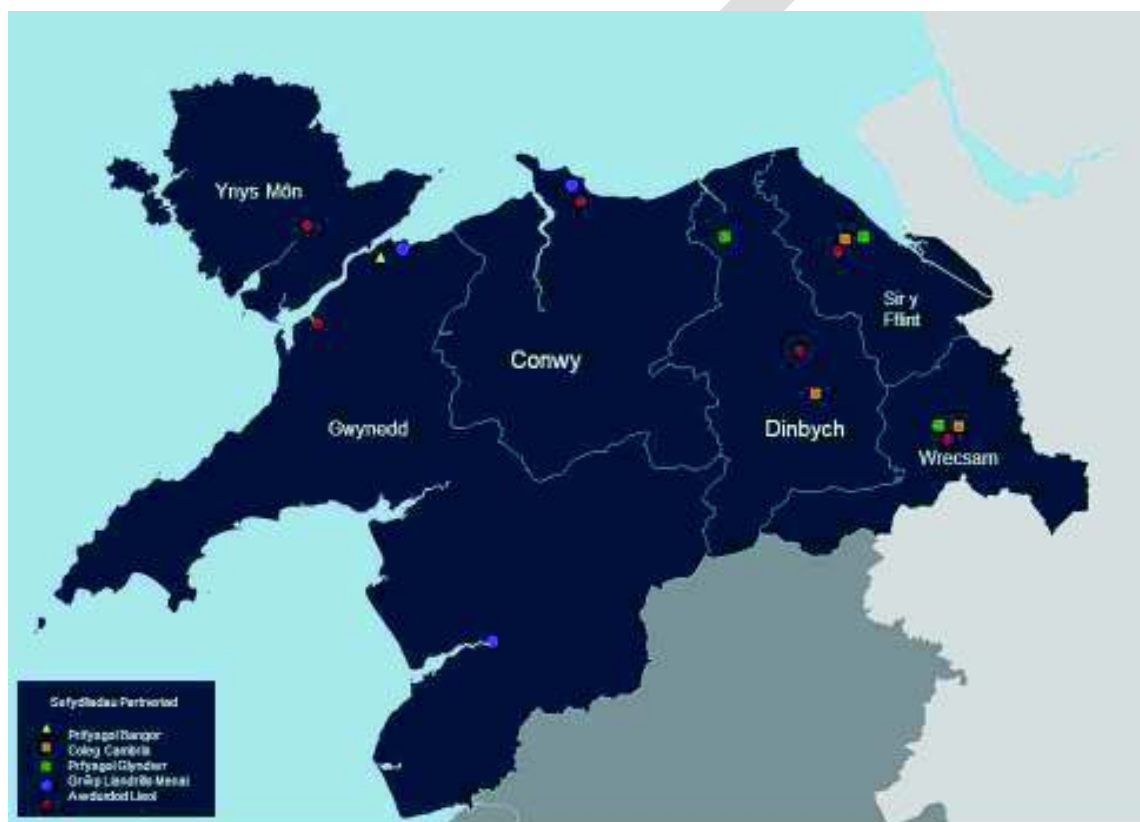 Ynys Môn
Sir y
Fflint
Conwy
Gwynedd
Dinbych
Wrecsam
Sefydliadau Partneriaid
Prifysgol Bangor
Coleg Cambria
Prifysgol Glyndwr
Grŵp Llandrillo Menai
Awdurdod Lleol